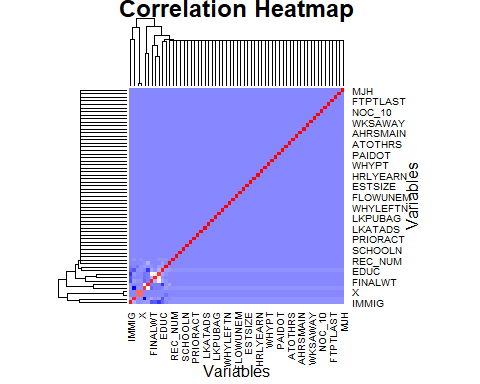 Correlation Heatmap
MJH
FTPTLAST
NOC_10
WKSAWAY
AHRSMAIN
ATOTHRS
PAIDOT
WHYPT
HRLYEARN
ESTSIZE
FLOWUNEM
WHYLEFTN
LKPUBAG
LKATADS
PRIORACT
SCHOOLN
REC_NUM
EDUC
FINALWT
X
IMMIG
Variables
IMMIG
X
FINALWT
EDUC
REC_NUM
SCHOOLN
PRIORACT
LKATADS
LKPUBAG
WHYLEFTN
FLOWUNEM
ESTSIZE
HRLYEARN
WHYPT
PAIDOT
ATOTHRS
AHRSMAIN
WKSAWAY
NOC_10
FTPTLAST
MJH
Variables